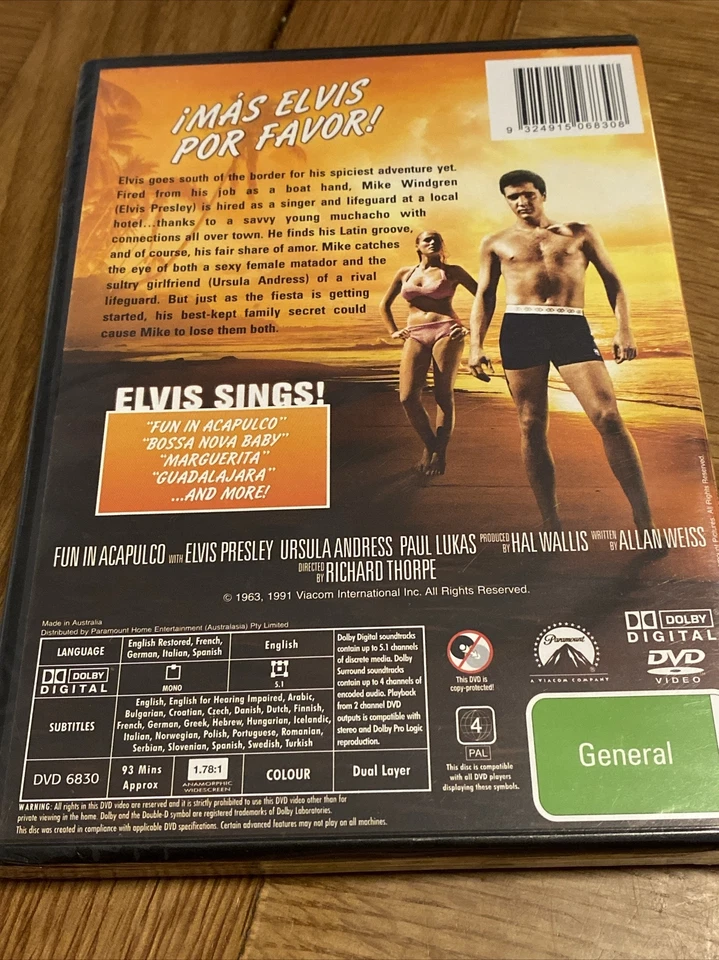 ¡MÁS ELVIS
POR FAVOR!
9 324915 068308
Elvis goes south of the border for his spiciest adventure yet.
Fired from his job as a boat hand, Mike Windgren
(Elvis Presley) is hired as a singer and lifeguard at a local
hotel...thanks to a savvy young muchacho with
connections all over town. He finds his Latin groove,
and of course, his fair share of amor. Mike catches
the eye of both a sexy female matador and the
sultry girlfriend (Ursula Andress) of a rival
lifeguard. But just as the fiesta is getting
started, his best-kept family secret could
cause Mike to lose them both.
ELVIS SINGS!
"FUN IN ACAPULCO"
"BOSSA NOVA BABY"
"MARGUERITA"
"GUADALAJARA"
...AND MORE!
FUN IN ACAPULCO WITH ELVIS PRESLEY URSULA ANDRESS PAUL LUKAS PRODUCED BY HAL WALLIS WRITTEN BY ALLAN WEISS
DIRECTED BY RICHARD THORPE
© 1963, 1991 Viacom International Inc. All Rights Reserved.
Pictures. All Rights Reserved.
Made in Australia
Distributed by Paramount Home Entertainment (Australasia) Pty Limited
LANGUAGE
English Restored, French,
German, Italian, Spanish
English
DOLBY
DIGITAL
MONO
5.1
Dolby Digital soundtracks
contain up to 5.1 channels
of discrete media. Dolby
Surround soundtracks
contain up to 4 channels of
encoded audio. Playback
from 2 channel DVD
outputs is compatible with
stereo and Dolby Pro Logic
reproduction.
SUBTITLES
English, English for Hearing Impaired, Arabic,
Bulgarian, Croatian, Czech, Danish, Dutch, Finnish,
French, German, Greek, Hebrew, Hungarian, Icelandic,
Italian, Norwegian, Polish, Portuguese, Romanian,
Serbian, Slovenian, Spanish, Swedish, Turkish
DVD 6830
93 Mins
Approx
1.78:1
ANAMORPHIC
WIDESCREEN
COLOUR
Dual Layer
This DVD is
copy-protected!
4
PAL
This disc is compatible
with all DVD players
displaying these symbols.
Paramount
A VIACOM COMPANY
DOLBY
DIGITAL
DVD
VIDEO
General
WARNING: All rights in this DVD video are reserved and it is strictly prohibited to use this DVD video other than for
private viewing in the home. Dolby and the Double-D symbol are registered trademarks of Dolby Laboratories.
This disc was created in compliance with applicable DVD specifications. Certain advanced features may not play on all machines.